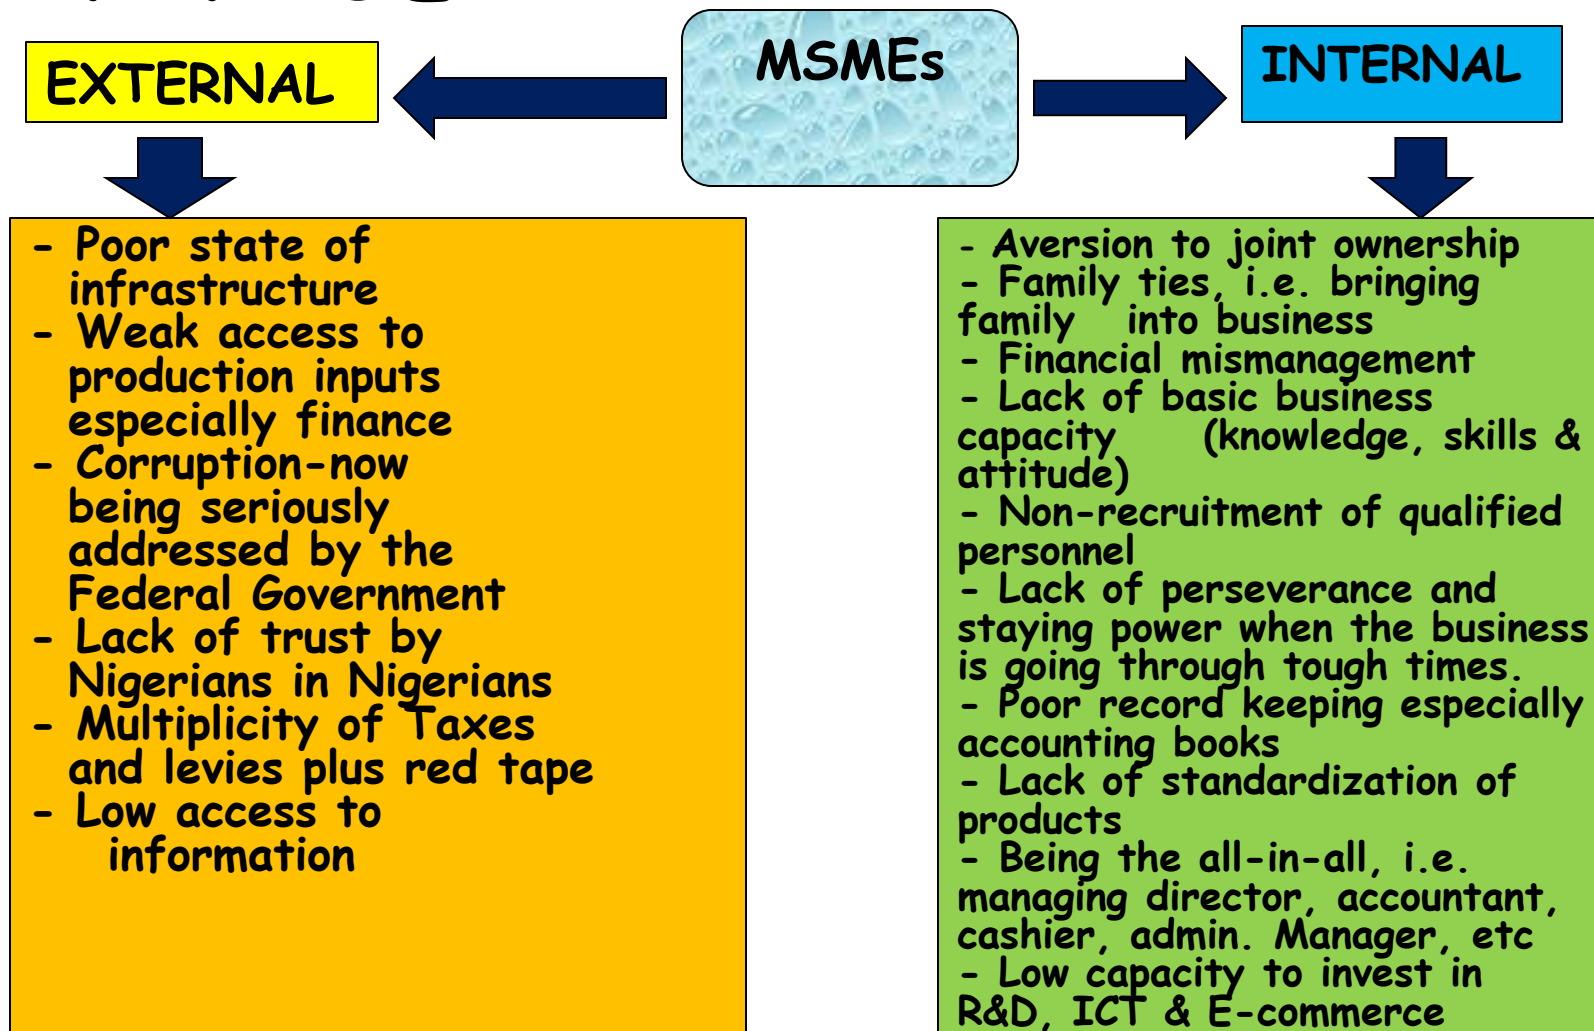 MSMEs
EXTERNAL
INTERNAL
- Poor state of
infrastructure
- Weak access to
production inputs
especially finance
- Corruption-now
being seriously
addressed by the
Federal Government
- Lack of trust by
Nigerians in Nigerians
- Multiplicity of Taxes
and levies plus red tape
- Low access to
information
- Aversion to joint ownership
- Family ties, i.e. bringing
family into business
- Financial mismanagement
- Lack of basic business
capacity (knowledge, skills &
attitude)
- Non-recruitment of qualified
personnel
- Lack of perseverance and
staying power when the business
is going through tough times.
- Poor record keeping especially
accounting books
- Lack of standardization of
products
- Being the all-in-all, i.e.
managing director, accountant,
cashier, admin. Manager, etc
- Low capacity to invest in
R&D, ICT & E-commerce